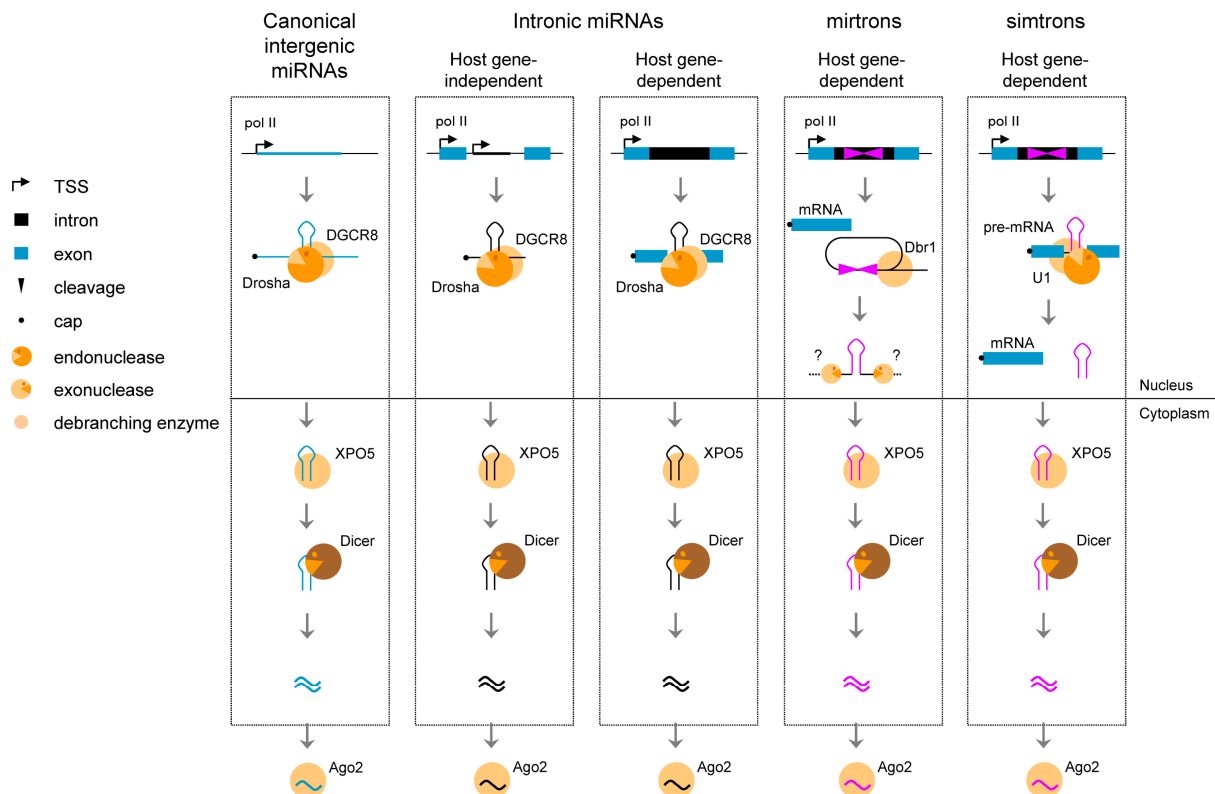 Canonical
intergenic
miRNAs
Intronic miRNAs
mirtrons
simtrons
Host gene-
independent
Host gene-
dependent
Host gene-
dependent
Host gene-
dependent
pol II
pol II
pol II
pol II
pol II
TSS
intron
exon
cleavage
cap
endonuclease
exonuclease
debranching enzyme
DGCR8
Drosha
DGCR8
Drosha
DGCR8
Drosha
mRNA
Dbr1
? ?
pre-mRNA
U1
mRNA
Nucleus
Cytoplasm
XPO5
XPO5
XPO5
XPO5
XPO5
Dicer
Dicer
Dicer
Dicer
Dicer
Ago2
Ago2
Ago2
Ago2
Ago2